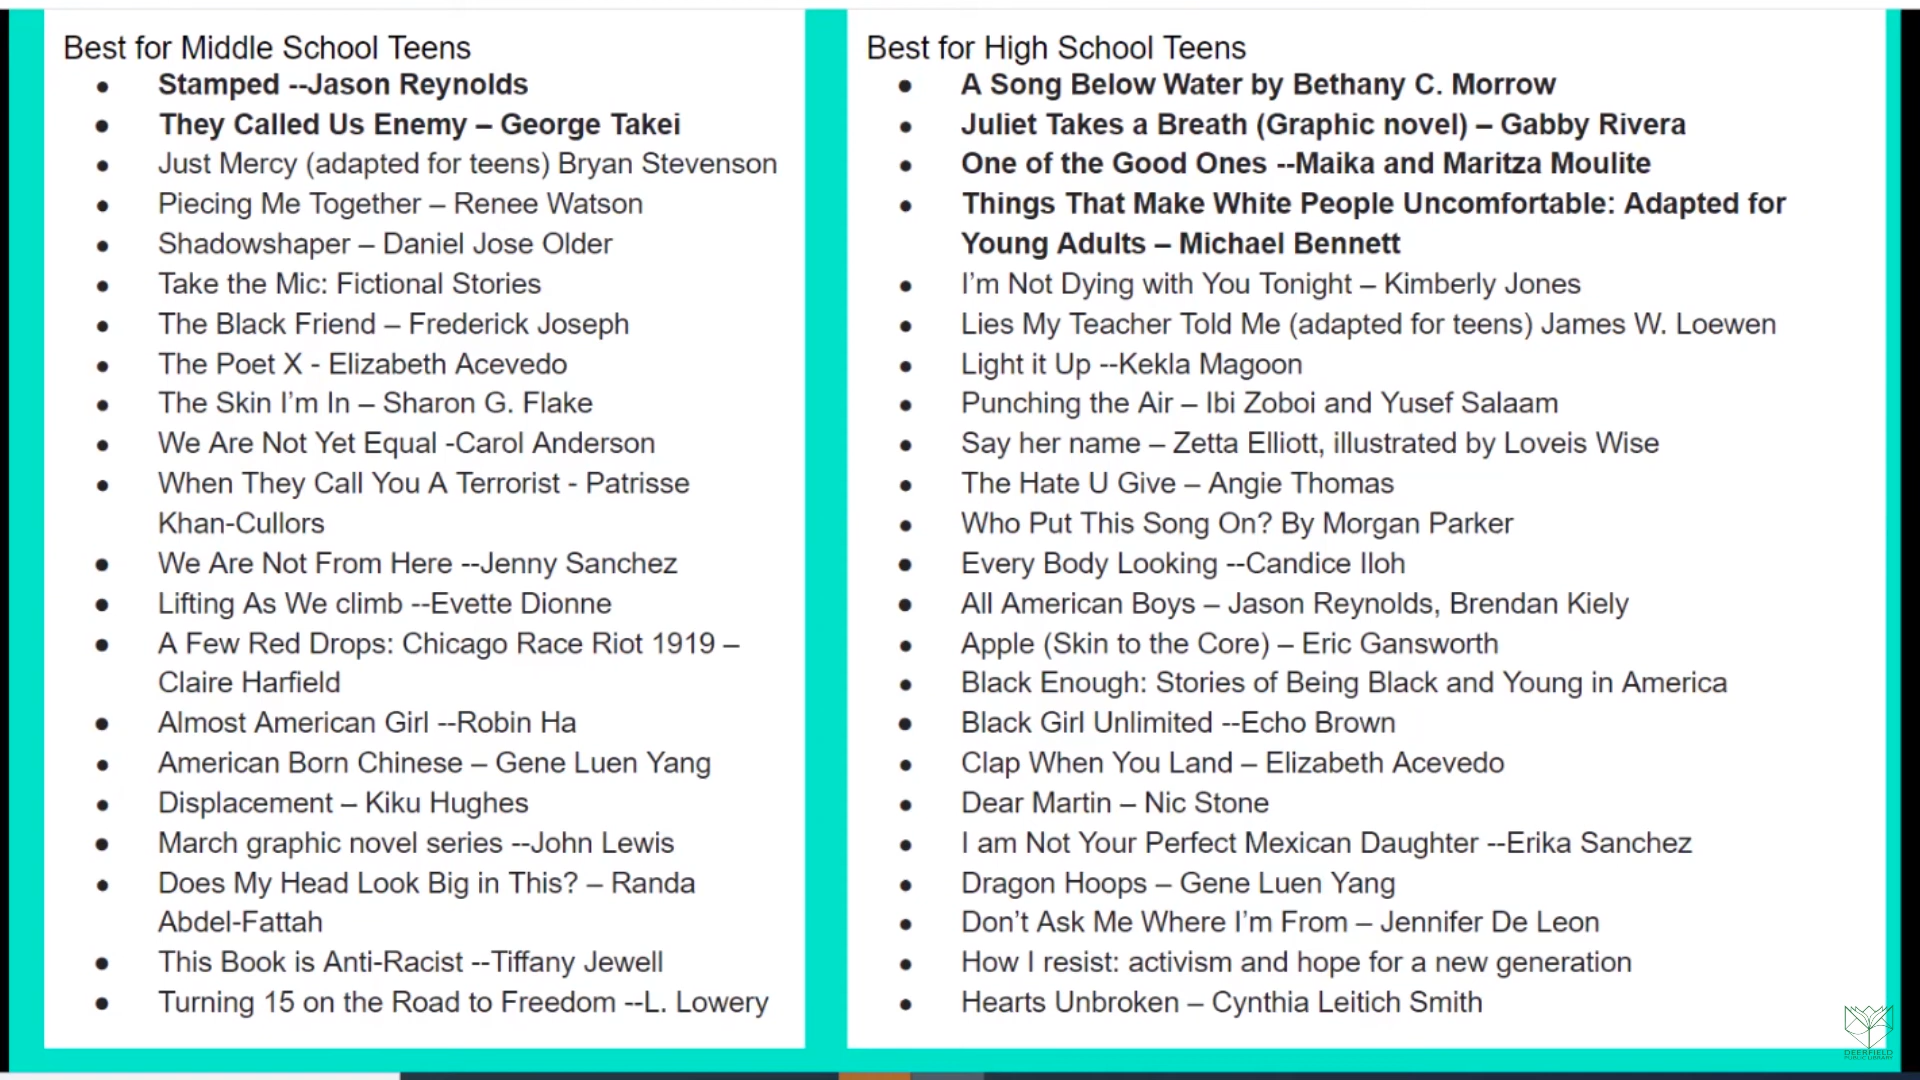 Best for Middle School Teens
● Stamped --Jason Reynolds
● They Called Us Enemy – George Takei
● Just Mercy (adapted for teens) Bryan Stevenson
● Piecing Me Together – Renee Watson
● Shadowshaper – Daniel Jose Older
● Take the Mic: Fictional Stories
● The Black Friend – Frederick Joseph
● The Poet X - Elizabeth Acevedo
● The Skin I’m In – Sharon G. Flake
● We Are Not Yet Equal -Carol Anderson
● When They Call You A Terrorist - Patrisse
Khan-Cullors
● We Are Not From Here --Jenny Sanchez
● Lifting As We climb --Evette Dionne
● A Few Red Drops: Chicago Race Riot 1919 –
Claire Harfield
● Almost American Girl --Robin Ha
● American Born Chinese – Gene Luen Yang
● Displacement – Kiku Hughes
● March graphic novel series --John Lewis
● Does My Head Look Big in This? – Randa
Abdel-Fattah
● This Book is Anti-Racist --Tiffany Jewell
● Turning 15 on the Road to Freedom --L. Lowery
Best for High School Teens
● A Song Below Water by Bethany C. Morrow
● Juliet Takes a Breath (Graphic novel) – Gabby Rivera
● One of the Good Ones --Maika and Maritza Moulite
● Things That Make White People Uncomfortable: Adapted for
Young Adults – Michael Bennett
● I’m Not Dying with You Tonight – Kimberly Jones
● Lies My Teacher Told Me (adapted for teens) James W. Loewen
● Light it Up --Kekla Magoon
● Punching the Air – Ibi Zoboi and Yusef Salaam
● Say her name – Zetta Elliott, illustrated by Loveis Wise
● The Hate U Give – Angie Thomas
● Who Put This Song On? By Morgan Parker
● Every Body Looking --Candice Iloh
● All American Boys – Jason Reynolds, Brendan Kiely
● Apple (Skin to the Core) – Eric Gansworth
● Black Enough: Stories of Being Black and Young in America
● Black Girl Unlimited --Echo Brown
● Clap When You Land – Elizabeth Acevedo
● Dear Martin – Nic Stone
● I am Not Your Perfect Mexican Daughter --Erika Sanchez
● Dragon Hoops – Gene Luen Yang
● Don’t Ask Me Where I’m From – Jennifer De Leon
● How I resist: activism and hope for a new generation
● Hearts Unbroken – Cynthia Leitich Smith
DEERFIELD
PUBLIC LIBRARY